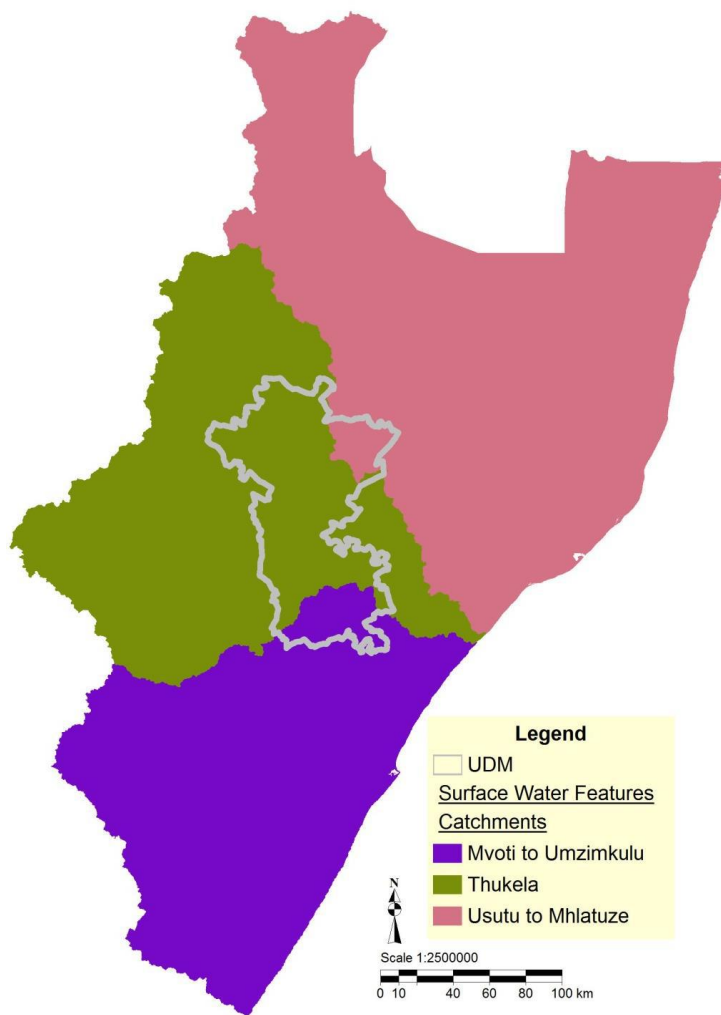 Legend
UDM
Surface Water Features
Catchments
Mvoti to Umzimkulu
Thukela
Usutu to Mhlatuze
N
Scale 1:2500000
0 10 20 40 60 80 100 km